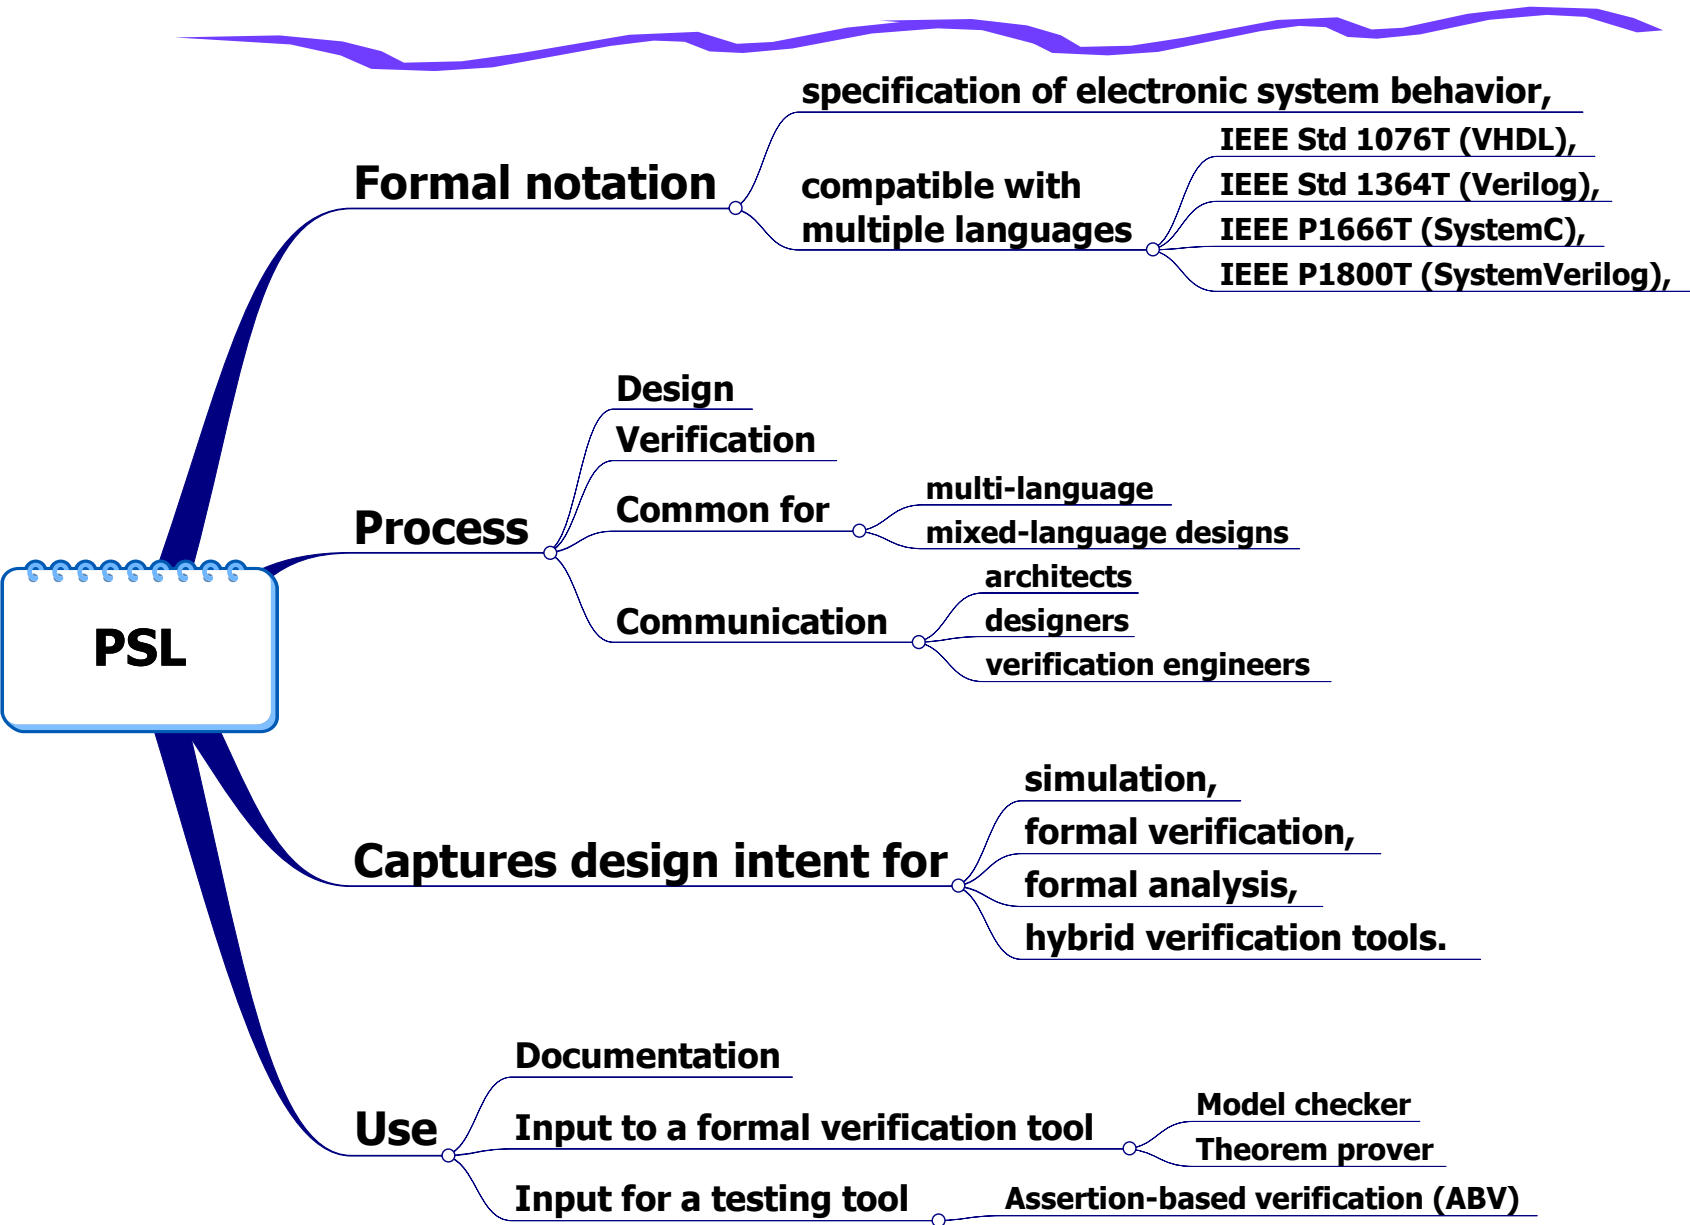 PSL
Formal notation
specification of electronic system behavior,
compatible with
multiple languages
IEEE Std 1076T (VHDL),
IEEE Std 1364T (Verilog),
IEEE P1666T (SystemC),
IEEE P1800T (SystemVerilog),
Process
Design
Verification
Common for
multi-language
mixed-language designs
Communication
architects
designers
verification engineers
Captures design intent for
simulation,
formal verification,
formal analysis,
hybrid verification tools.
Use
Documentation
Input to a formal verification tool
Model checker
Theorem prover
Input for a testing tool
Assertion-based verification (ABV)